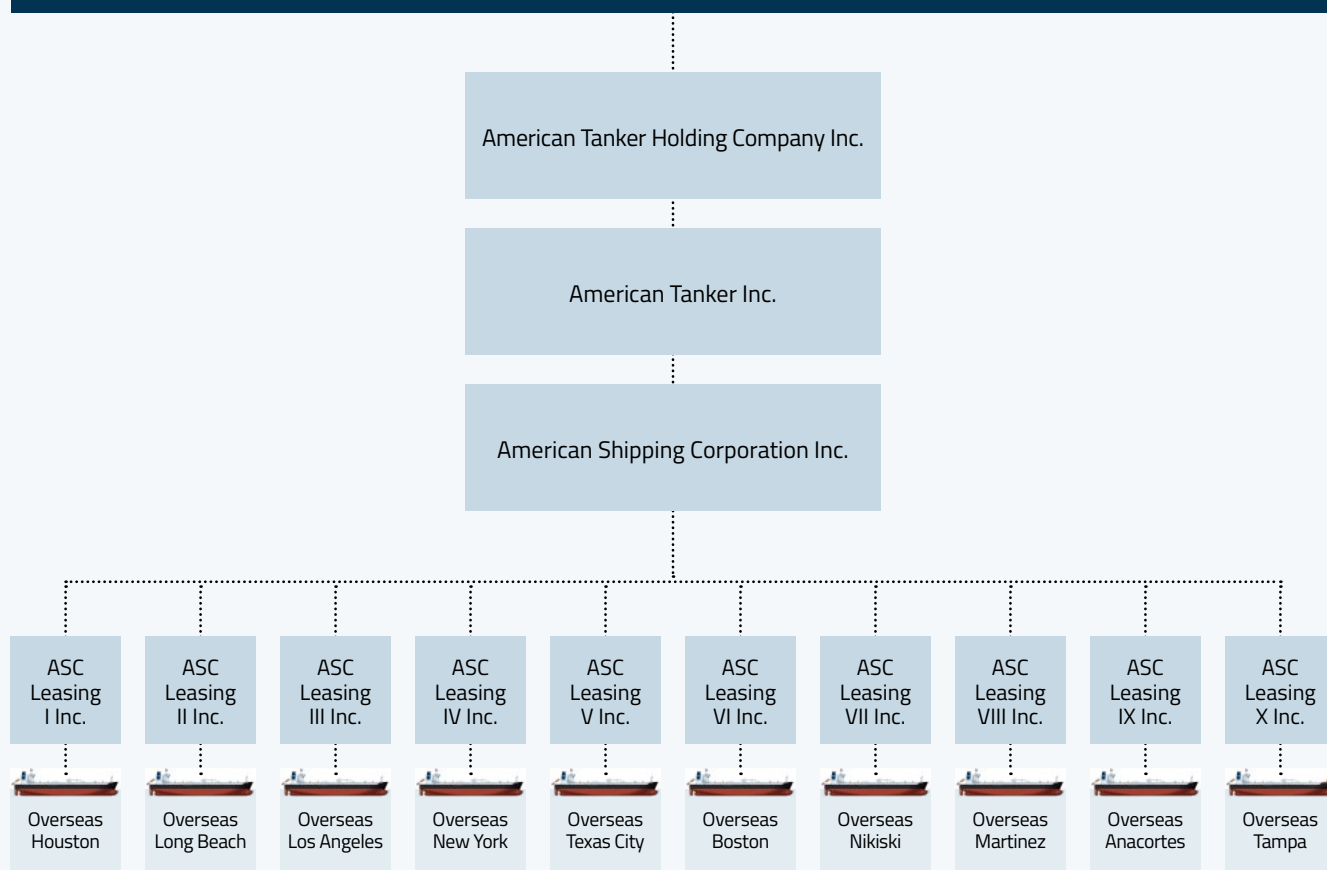 American Tanker Holding Company Inc.
American Tanker Inc.
American Shipping Corporation Inc.
ASC
Leasing
I Inc.
ASC
Leasing
II Inc.
ASC
Leasing
III Inc.
ASC
Leasing
IV Inc.
ASC
Leasing
V Inc.
ASC
Leasing
VI Inc.
ASC
Leasing
VII Inc.
ASC
Leasing
VIII Inc.
ASC
Leasing
IX Inc.
ASC
Leasing
X Inc.
Overseas
Houston
Overseas
Long Beach
Overseas
Los Angeles
Overseas
New York
Overseas
Texas City
Overseas
Boston
Overseas
Nikiski
Overseas
Martinez
Overseas
Anacortes
Overseas
Tampa